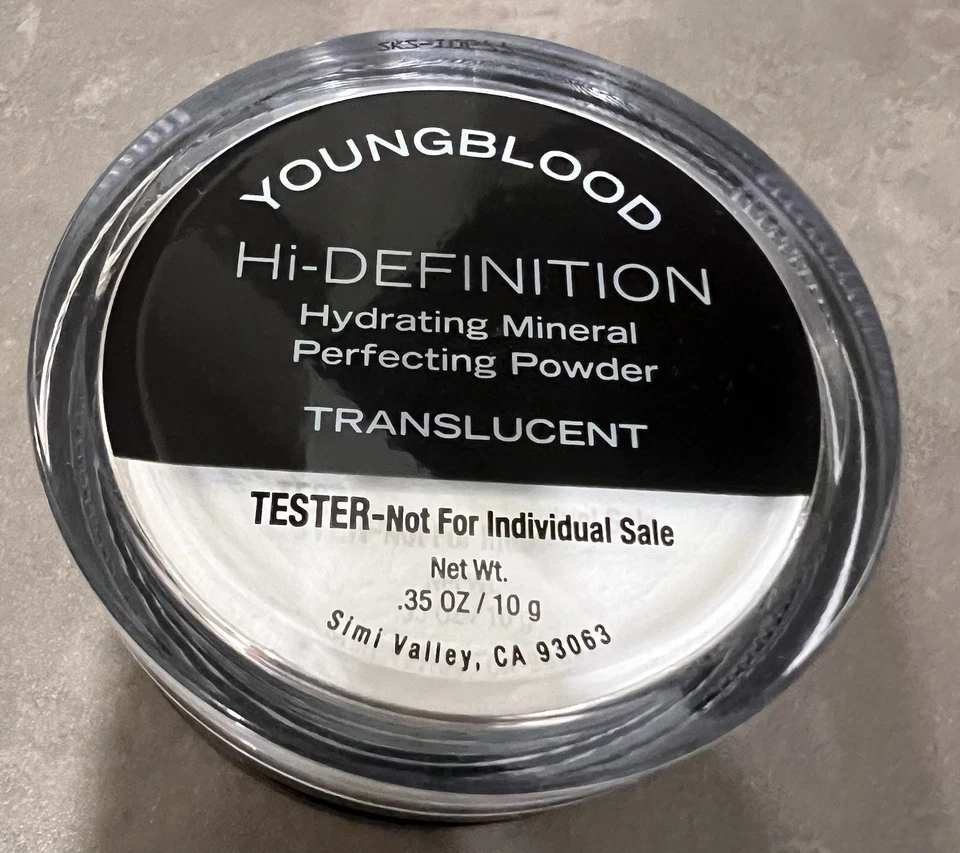 YOUNGBLOOD
Hi-DEFINITION
Hydrating Mineral
Perfecting Powder
TRANSLUCENT
TESTER-Not For Individual Sale
Net Wt.
.35 OZ / 10 g
Simi Valley, CA 93063